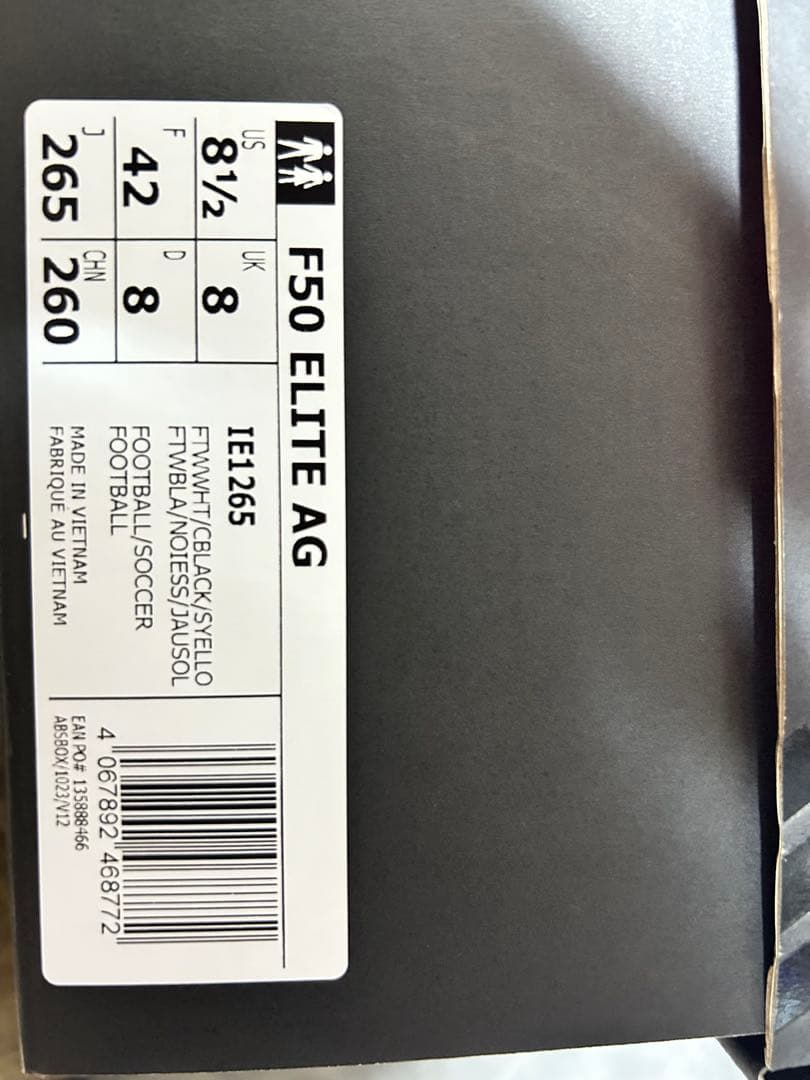 F50 ELITE AG
US
8½
UK
8
F
42
D
8
J
265
CHN
260
IE1265
FTWWHT/CBLACK/SYELLO
FTWBLA/NOIESS/JAUSOL
FOOTBALL/SOCCER
FOOTBALL
MADE IN VIETNAM
FABRIQUÉ AU VIETNAM
4 067892 468772
EAN PO# 135888466
ABSBOX/1023/V12